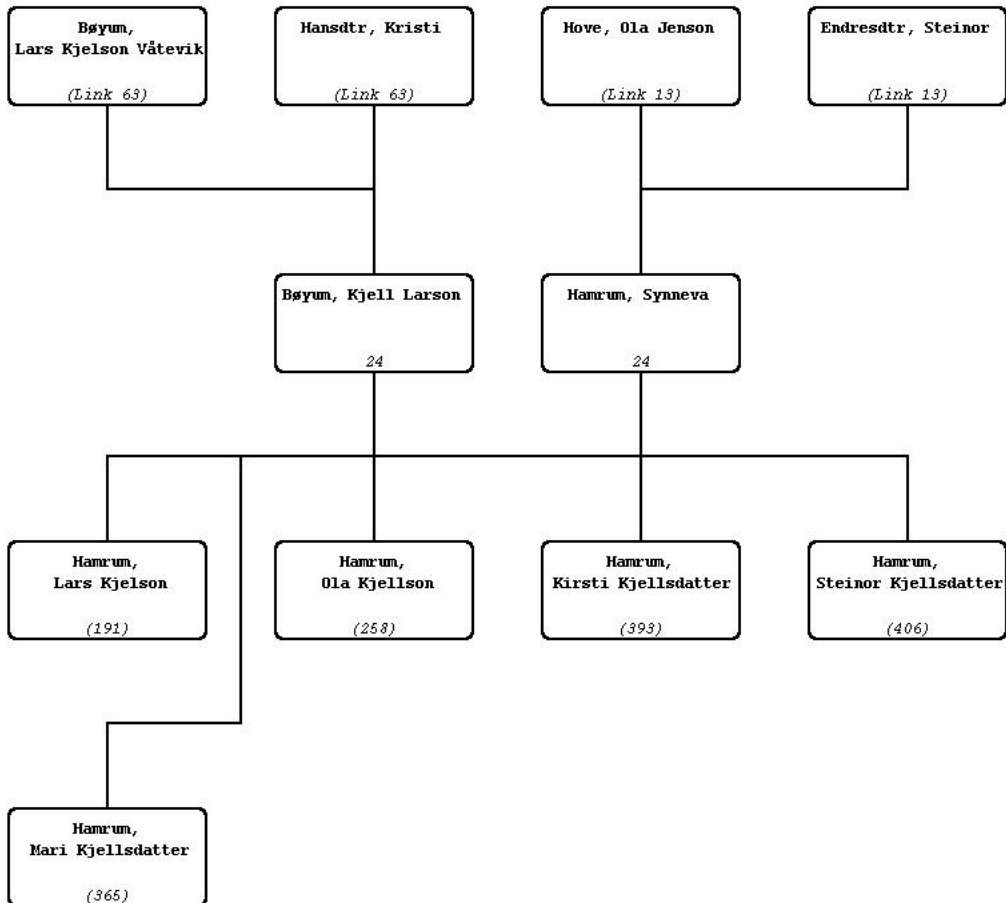 Bøyum,
Lars Kjelson Våtevik
(Link 63)
Hansdtr, Kristi
(Link 63)
Hove, Ola Jenson
(Link 13)
Endresdtr, Steinor
(Link 13)
Bøyum, Kjell Larson
24
Hamrum, Synneva
24
Hamrum,
Lars Kjelson
(191)
Hamrum,
Ola Kjellson
(258)
Hamrum,
Kirsti Kjellsdatter
(393)
Hamrum,
Steinor Kjellsdatter
(406)
Hamrum,
Mari Kjellsdatter
(365)